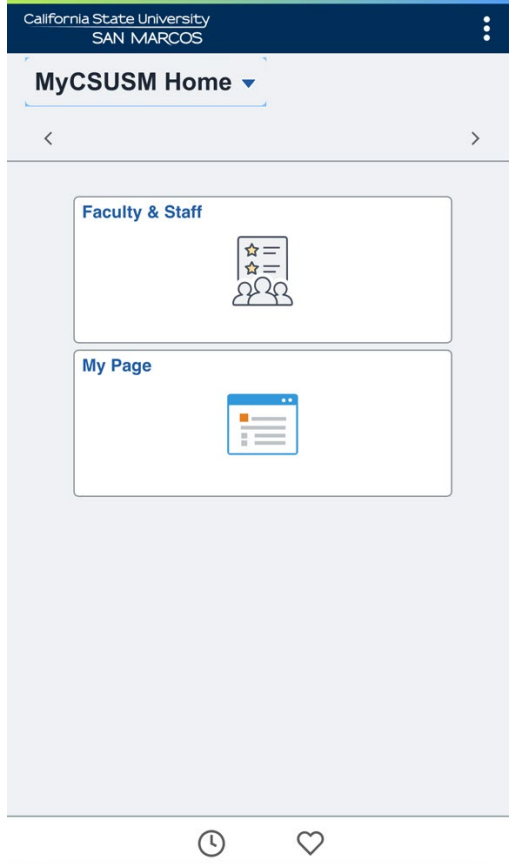 California State University
SAN MARCOS
MyCSUSM Home
Faculty & Staff
My Page